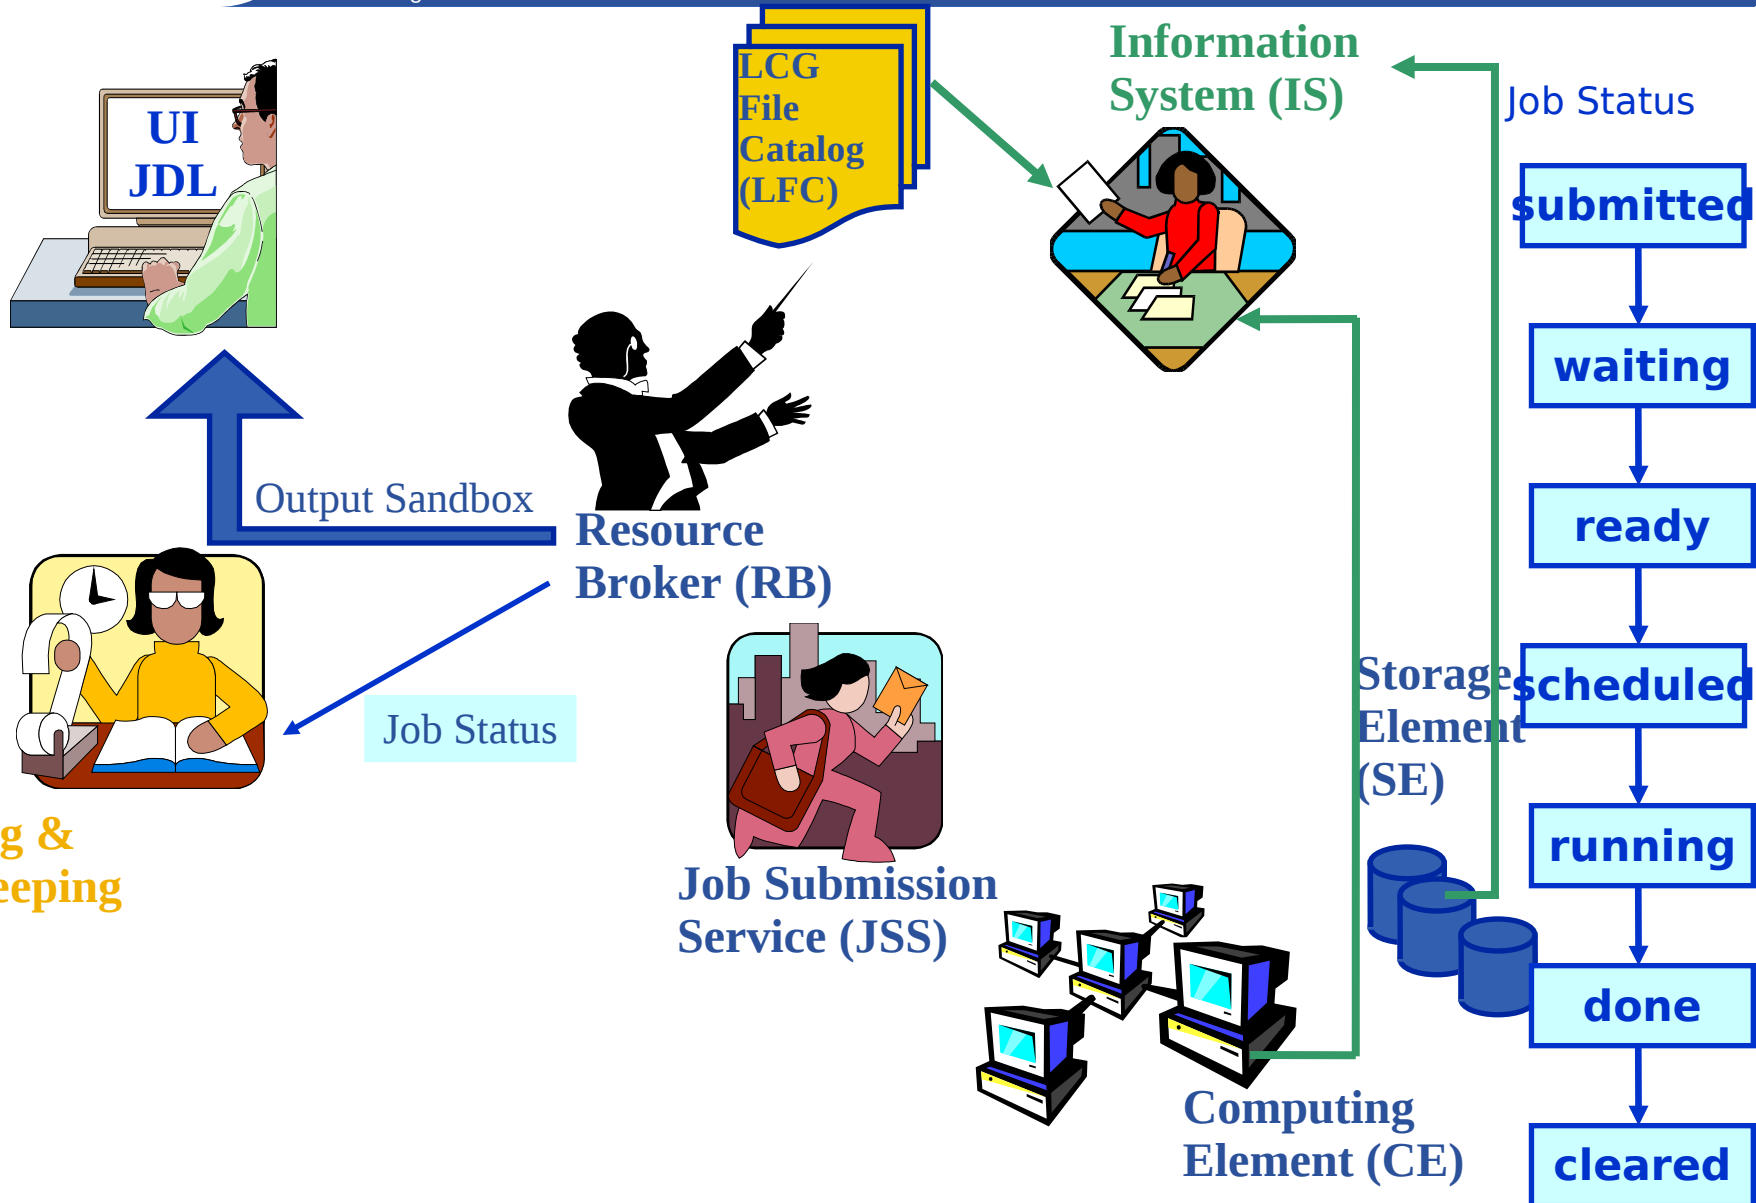 UI
JDL
LCG
File
Catalog
(LFC)
Information
System (IS)
Job Status
submitted
waiting
ready
scheduled
running
done
cleared
Output Sandbox
Resource
Broker (RB)
Job Status
Storage
Element
(SE)
g &
eeping
Job Submission
Service (JSS)
Computing
Element (CE)